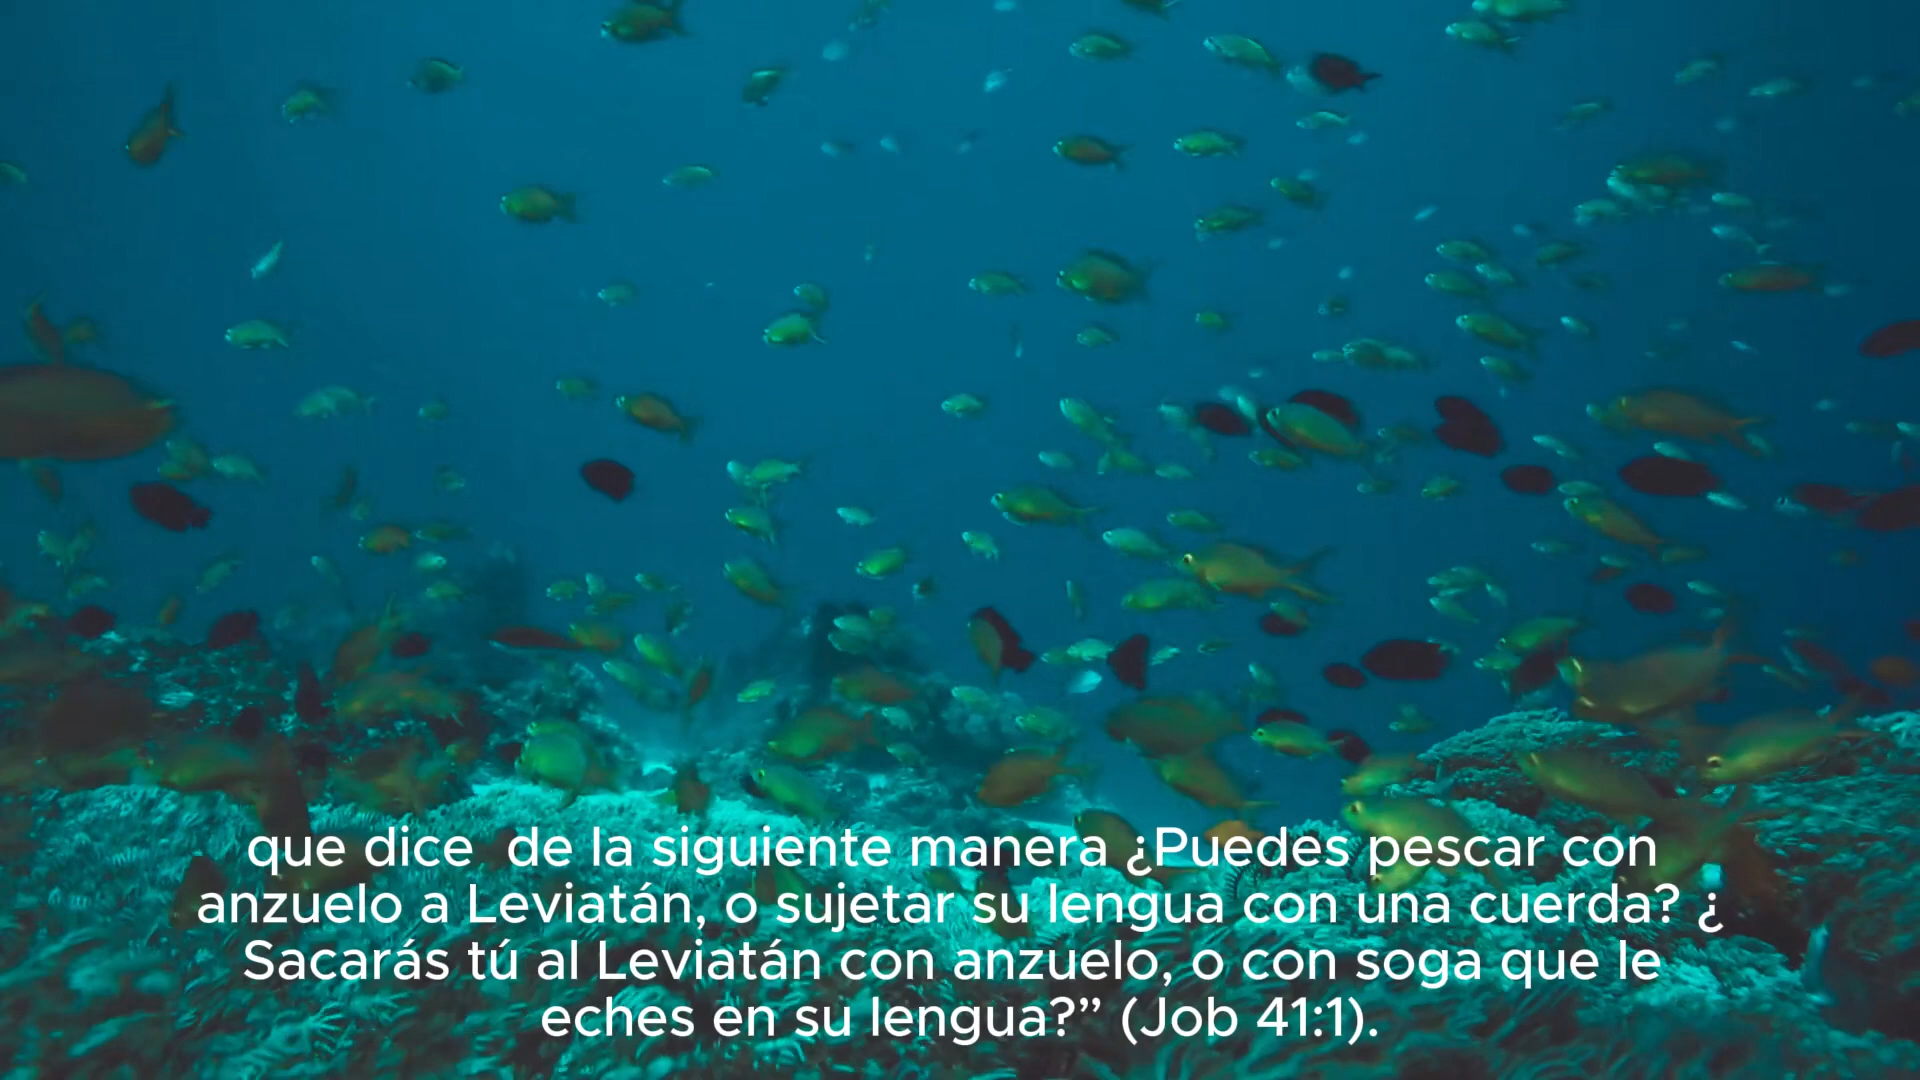 que dice  de la siguiente manera ¿Puedes pescar con
anzuelo a Leviatán, o sujetar su lengua con una cuerda? ¿
Sacarás tú al Leviatán con anzuelo, o con soga que le
eches en su lengua?” (Job 41:1).